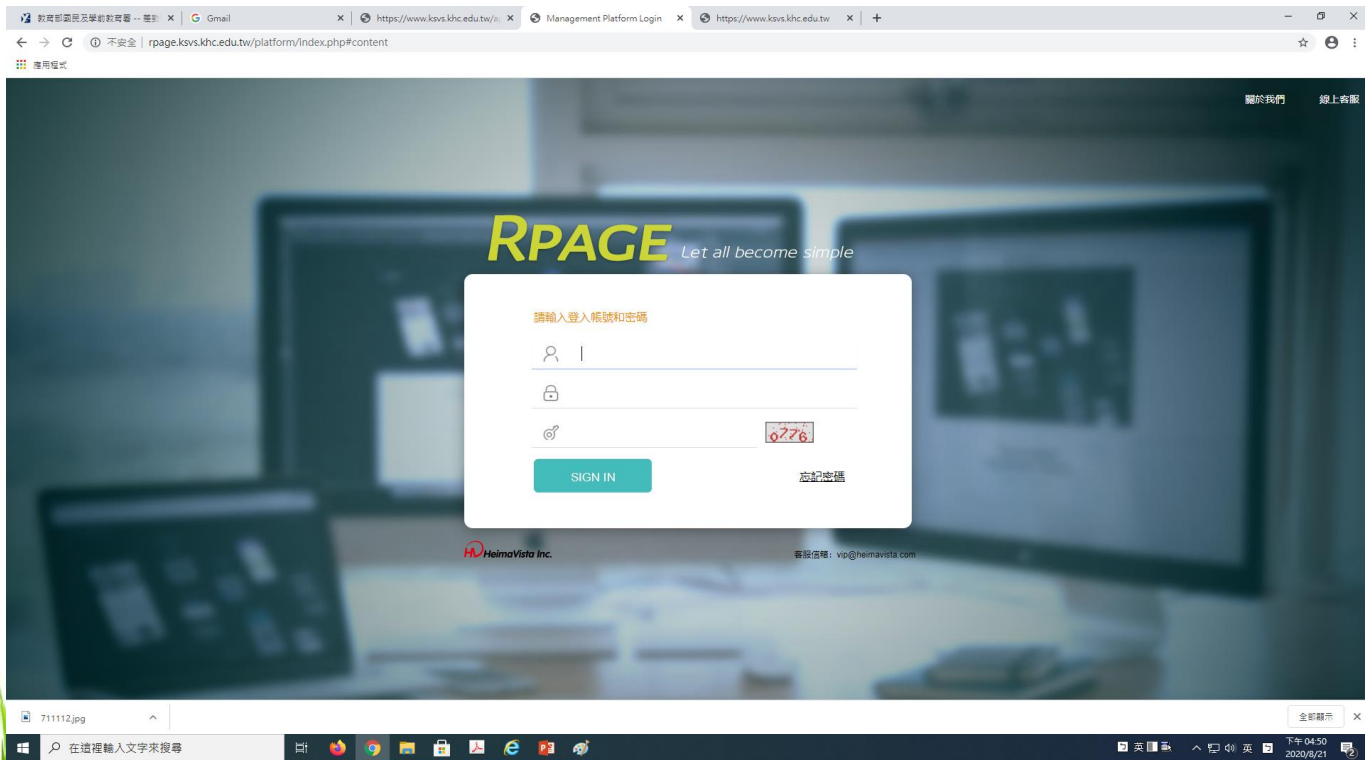 教育部國民及學前教育署 -- 差勤
Gmail
https://www.ksvs.khc.edu.tw/a
Management Platform Login
https://www.ksvs.khc.edu.tw
不安全 | rpage.ksvs.khc.edu.tw/platform/index.php#content
應用程式
關於我們 線上客服
RPAGE Let all become simple
請輸入登入帳號和密碼
0776
SIGN IN 忘記密碼
HeimaVista Inc. 客服信箱：vip@heimavista.com
711112.jpg 全部顯示
在這裡輸入文字來搜尋
英
英
下午 04:50
2020/8/21
2